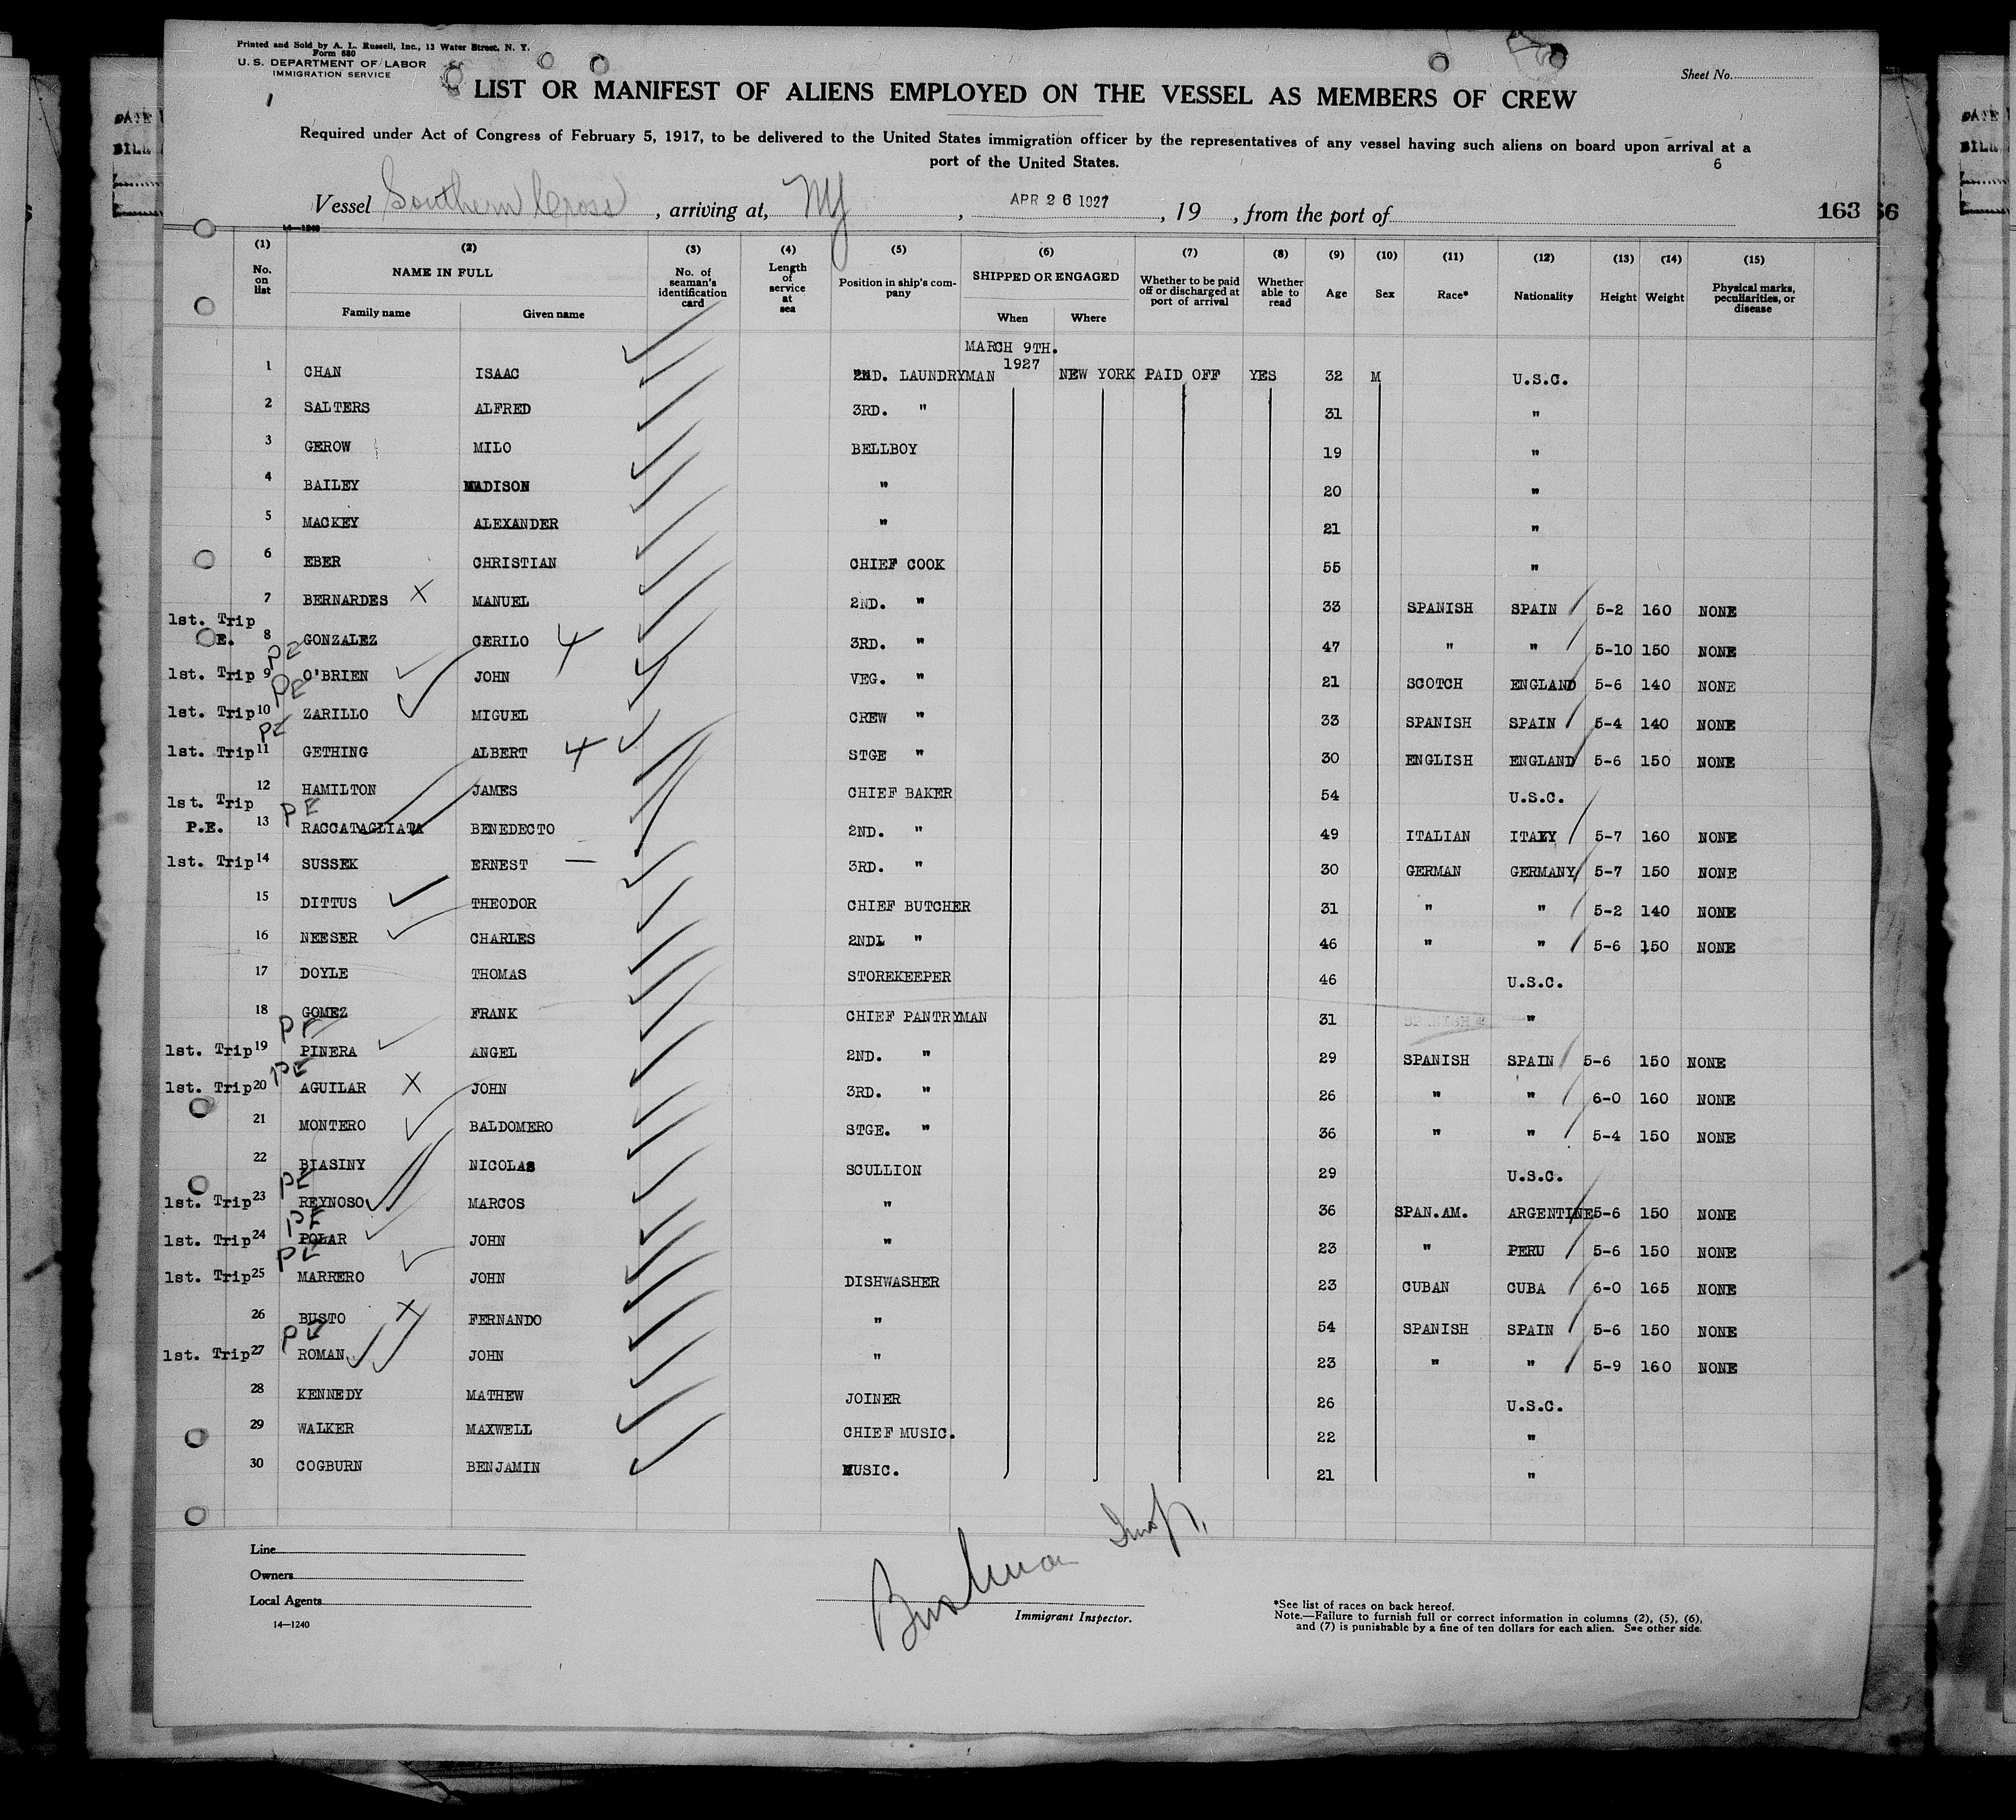 Printed and Sold by A. L. Russell, Inc., 13 Water Street, N. Y.
Form 680
U. S. DEPARTMENT OF LABOR
IMMIGRATION SERVICE
Sheet No.
LIST OR MANIFEST OF ALIENS EMPLOYED ON THE VESSEL AS MEMBERS OF CREW
Required under Act of Congress of February 5, 1917, to be delivered to the United States immigration officer by the representatives of any vessel having such aliens on board upon arrival at a
port of the United States.
6
Vessel Southern Cross, arriving at, NY, APR 26 1927, 19, from the port of
163
66
14—1240
(1) (2) (3) (4) (5) (6) (7) (8) (9) (10) (11) (12) (13) (14) (15)
No. on list NAME IN FULL Family name Given name No. of seaman's identification card Length of service at sea Position in ship's company SHIPPED OR ENGAGED When Where Whether to be paid off or discharged at port of arrival Whether able to read Age Sex Race* Nationality Height Weight Physical marks, peculiarities, or disease
MARCH 9TH.
1927
1 CHAN ISAAC 2ND. LAUNDRYMAN NEW YORK PAID OFF YES 32 M U.S.C.
2 SALTERS ALFRED 3RD. " 31 "
3 GEROW MILO BELLBOY 19 "
4 BAILEY MADISON " 20 "
5 MACKEY ALEXANDER " 21 "
6 EBER CHRISTIAN CHIEF COOK 55 "
7 BERNARDES X MANUEL 2ND. " 33 SPANISH SPAIN 5-2 160 NONE
1st. Trip
E. 8 GONZALEZ CERILO 4 3RD. " 47 " " 5-10 150 NONE
1st. Trip 9 PE O'BRIEN JOHN VEG. " 21 SCOTCH ENGLAND 5-6 140 NONE
1st. Trip 10 PE ZARILLO MIGUEL CREW " 33 SPANISH SPAIN 5-4 140 NONE
1st. Trip 11 PE GETHING ALBERT 4 STGE " 30 ENGLISH ENGLAND 5-6 150 NONE
12 HAMILTON JAMES CHIEF BAKER 54 U.S.C.
1st. Trip
P.E. 13 PE RACCATAGLIATA BENEDECTO 2ND. " 49 ITALIAN ITALY 5-7 160 NONE
1st. Trip 14 SUSSEK ERNEST — 3RD. " 30 GERMAN GERMANY 5-7 150 NONE
15 DITTUS THEODOR CHIEF BUTCHER 31 " " 5-2 140 NONE
16 NEESER CHARLES 2NDL " 46 " " 5-6 150 NONE
17 DOYLE THOMAS STOREKEEPER 46 U.S.C.
18 GOMEZ FRANK CHIEF PANTRYMAN 31 "
1st. Trip 19 PE PINERA ANGEL 2ND. " 29 SPANISH SPAIN 5-6 150 NONE
1st. Trip 20 PE AGUILAR X JOHN 3RD. " 26 " " 6-0 160 NONE
21 MONTERO BALDOMERO STGE. " 36 " " 5-4 150 NONE
22 BIASINY NICOLAS SCULLION 29 U.S.C.
1st. Trip 23 PE REYNOSO MARCOS " 36 SPAN.AM. ARGENTINE 5-6 150 NONE
1st. Trip 24 PE POLAR JOHN " 23 " PERU 5-6 150 NONE
1st. Trip 25 PE MARRERO JOHN DISHWASHER 23 CUBAN CUBA 6-0 165 NONE
26 BUSTO X FERNANDO " 54 SPANISH SPAIN 5-6 150 NONE
1st. Trip 27 PE ROMAN JOHN " 23 " " 5-9 160 NONE
28 KENNEDY MATHEW JOINER 26 U.S.C.
29 WALKER MAXWELL CHIEF MUSIC. 22 "
30 COGBURN BENJAMIN MUSIC. 21 "
Line
Owners
Local Agents
14—1240
Insp.
Immigrant Inspector.
*See list of races on back hereof.
Note.—Failure to furnish full or correct information in columns (2), (5), (6),
and (7) is punishable by a fine of ten dollars for each alien. See other side.